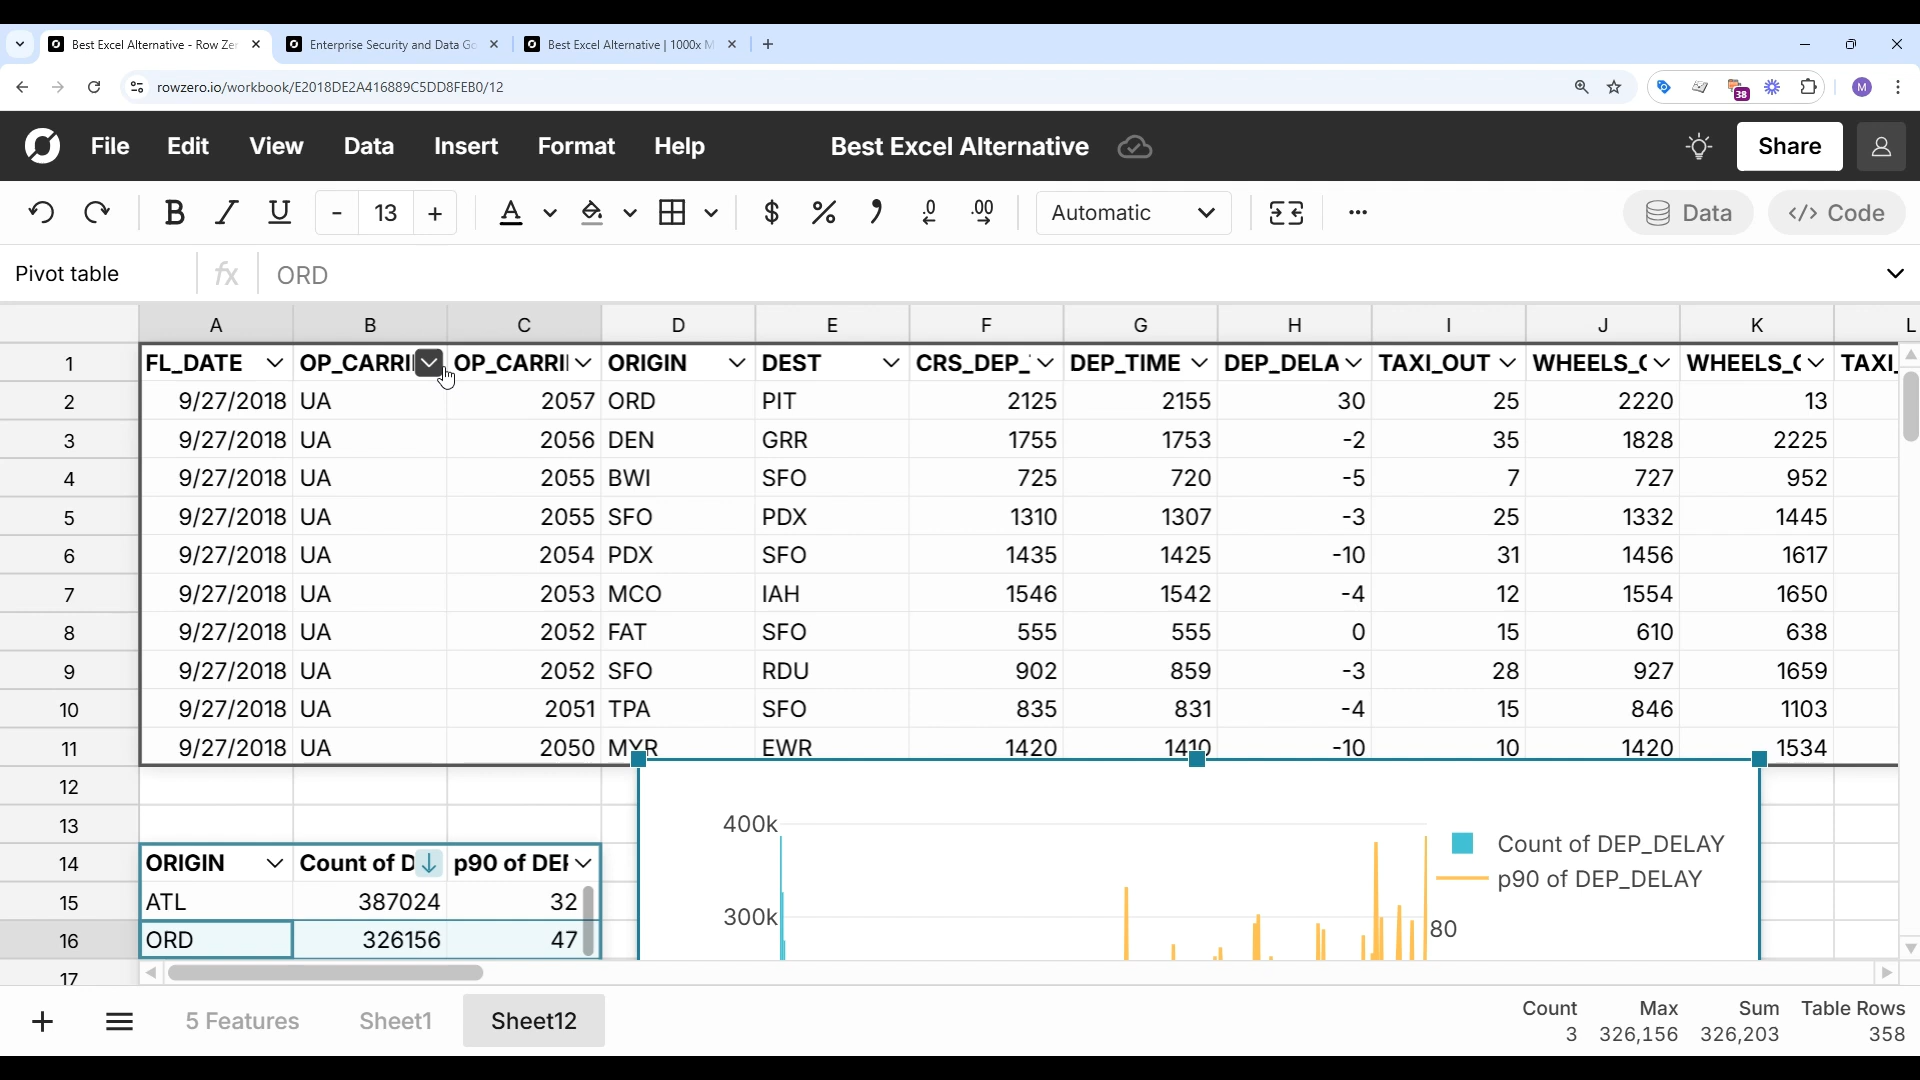 Best Excel Alternative - Row Ze
Enterprise Security and Data Go
Best Excel Alternative | 1000x M
rowzero.io/workbook/E2018DE2A416889C5DD8FEB0/12
38
M
File Edit View Data Insert Format Help
Best Excel Alternative
Share
B I U - 13 + A $ % , .0 .00 Automatic ••• Data </> Code
Pivot table fx ORD
A B C D E F G H I J K L
1 FL_DATE OP_CARRI OP_CARRI ORIGIN DEST CRS_DEP_ DEP_TIME DEP_DELA TAXI_OUT WHEELS_ WHEELS_ TAXI_
2 9/27/2018 UA 2057 ORD PIT 2125 2155 30 25 2220 13
3 9/27/2018 UA 2056 DEN GRR 1755 1753 -2 35 1828 2225
4 9/27/2018 UA 2055 BWI SFO 725 720 -5 7 727 952
5 9/27/2018 UA 2055 SFO PDX 1310 1307 -3 25 1332 1445
6 9/27/2018 UA 2054 PDX SFO 1435 1425 -10 31 1456 1617
7 9/27/2018 UA 2053 MCO IAH 1546 1542 -4 12 1554 1650
8 9/27/2018 UA 2052 FAT SFO 555 555 0 15 610 638
9 9/27/2018 UA 2052 SFO RDU 902 859 -3 28 927 1659
10 9/27/2018 UA 2051 TPA SFO 835 831 -4 15 846 1103
11 9/27/2018 UA 2050 MYR EWR 1420 1410 -10 10 1420 1534
12
13
14 ORIGIN Count of D p90 of DEF
15 ATL 387024 32
16 ORD 326156 47
17
400k
300k
Count of DEP_DELAY
p90 of DEP_DELAY
80
+ 5 Features Sheet1 Sheet12
Count Max Sum Table Rows
3 326,156 326,203 358